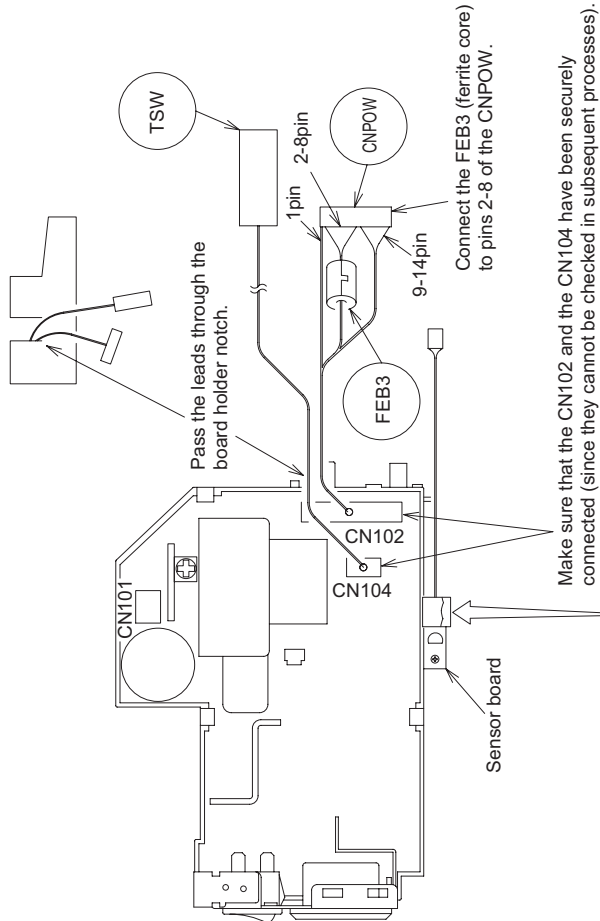 TSW
Pass the leads through the
board holder notch.
1pin
2-8pin
CNPOW
9-14pin
FEB3
Connect the FEB3 (ferrite core)
to pins 2-8 of the CNPOW.
CN101
CN102
CN104
Sensor board
Make sure that the CN102 and the CN104 have been securely
connected (since they cannot be checked in subsequent processes).